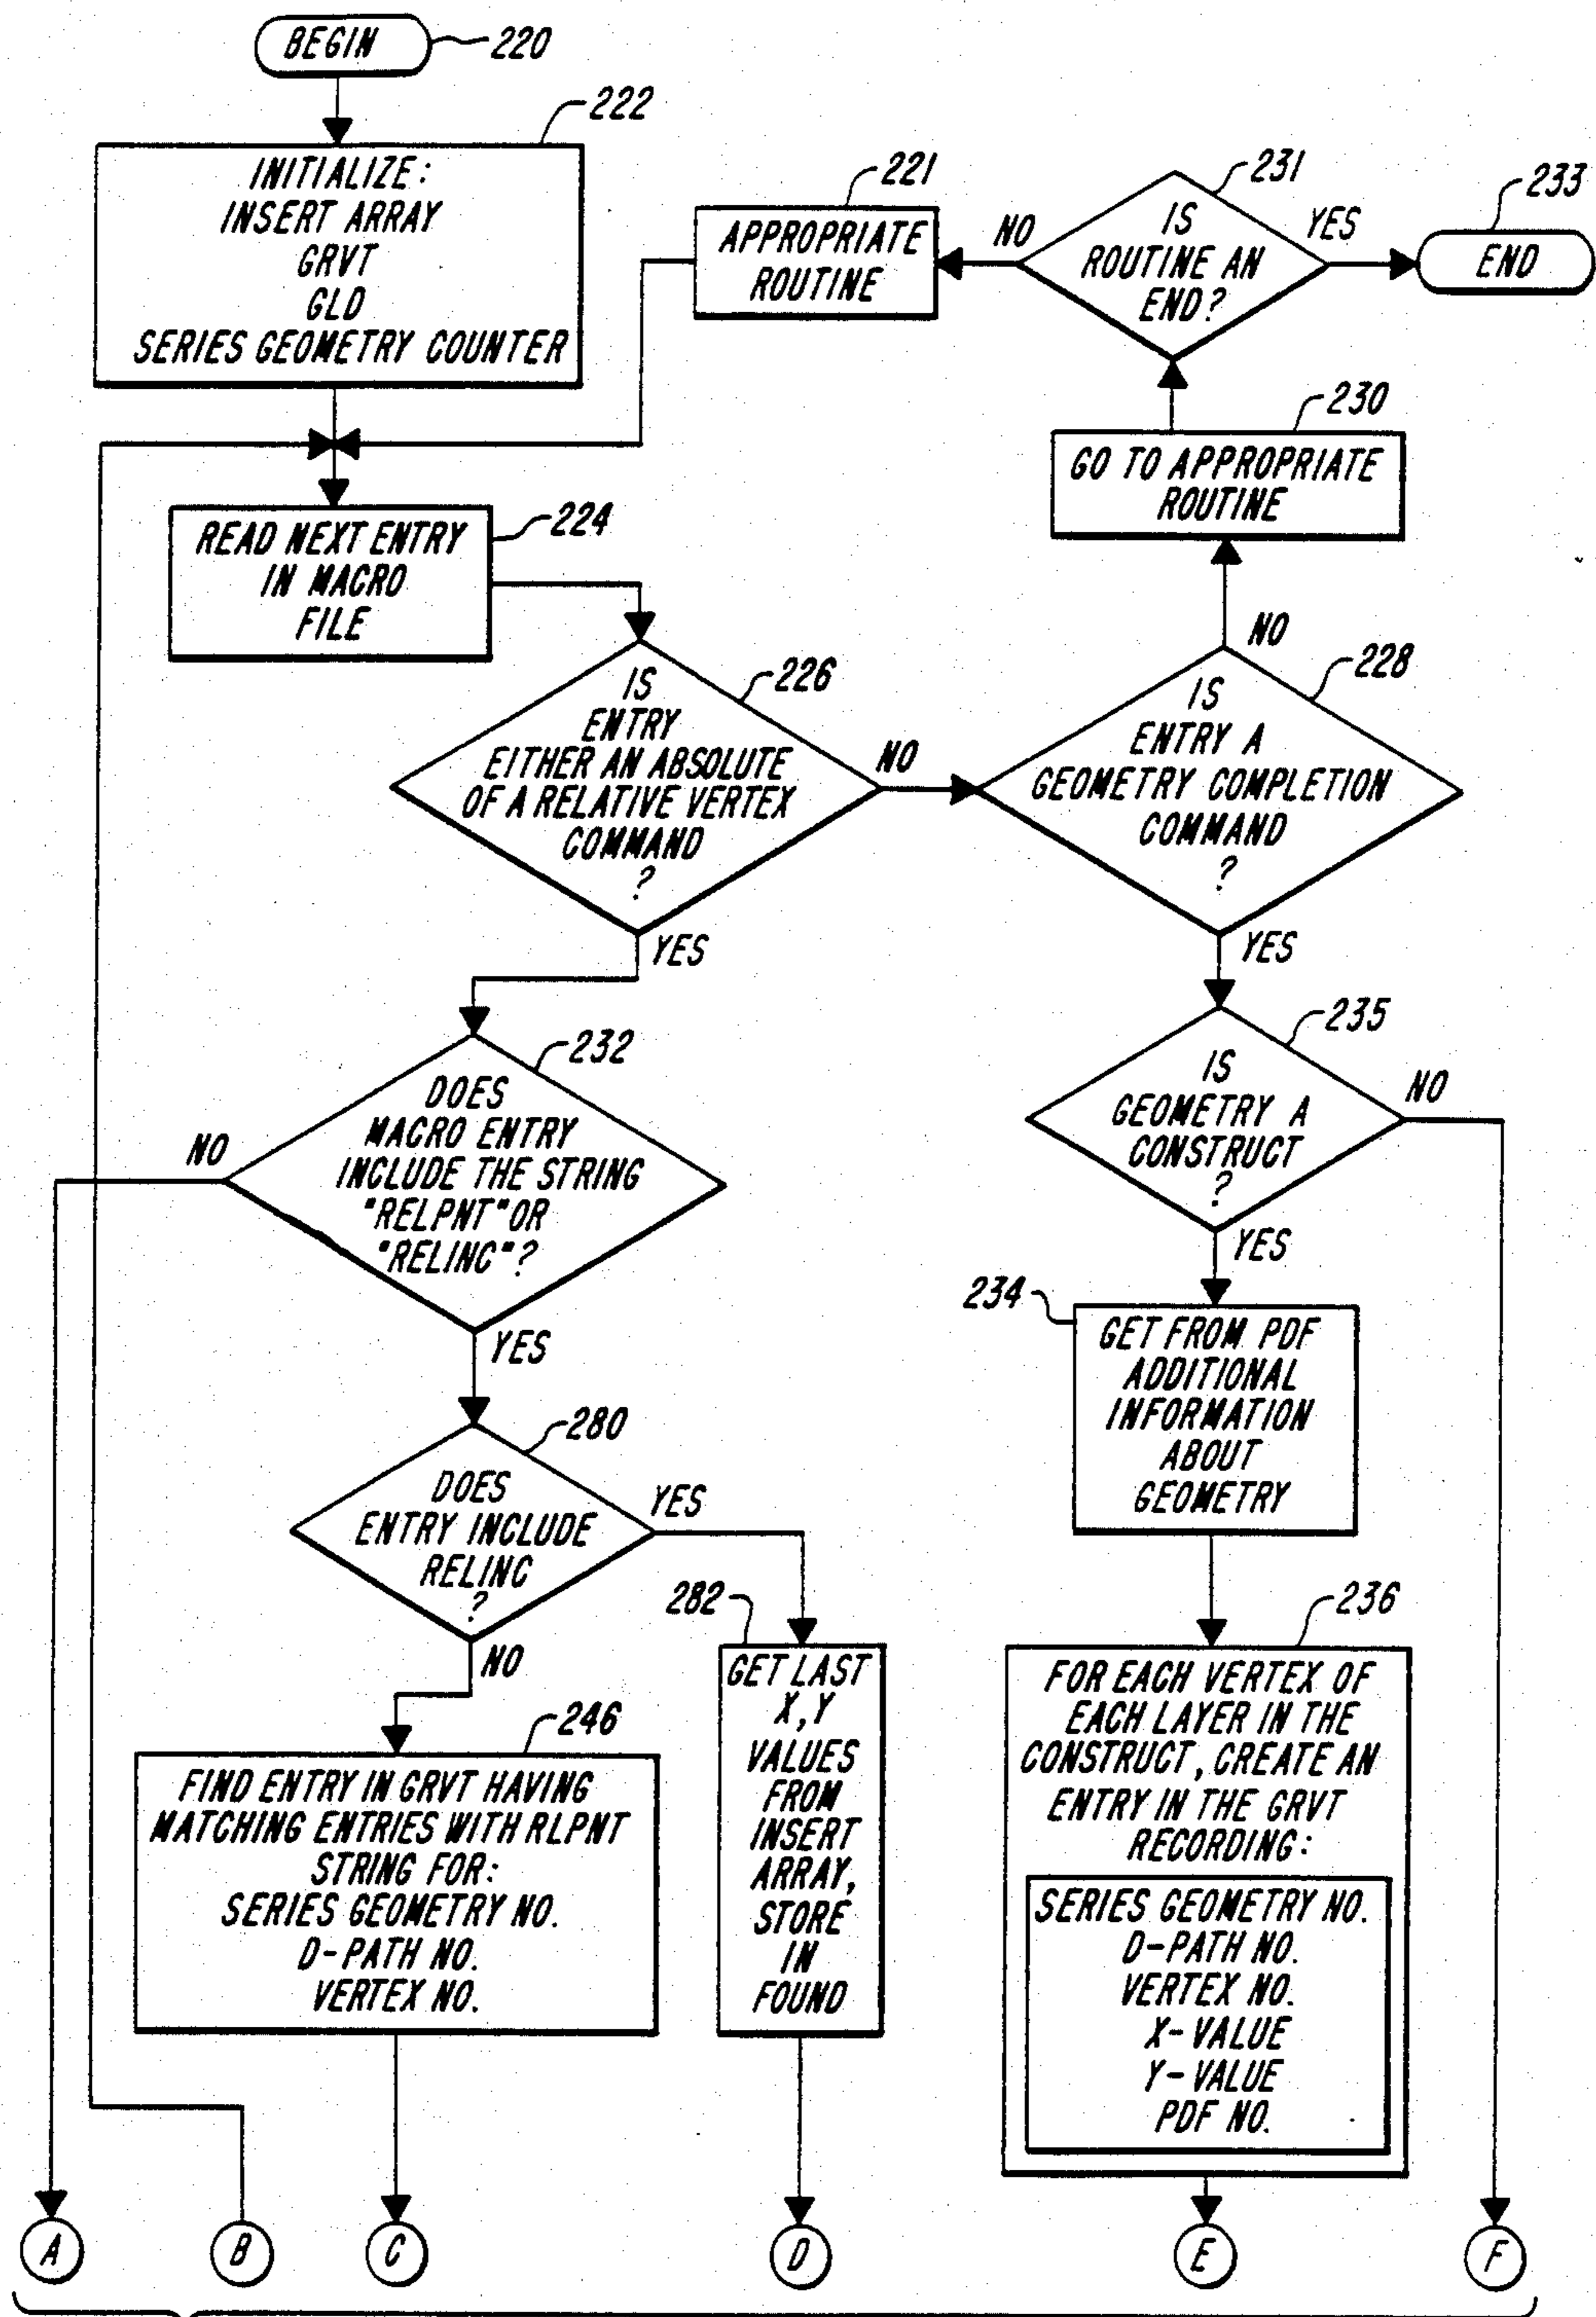 BEGIN
220
222
INITIALIZE:
INSERT ARRAY
GRVT
GLD
SERIES GEOMETRY COUNTER
221
APPROPRIATE
ROUTINE
NO
231
IS
ROUTINE AN
END?
YES
233
END
230
GO TO APPROPRIATE
ROUTINE
224
READ NEXT ENTRY
IN MACRO
FILE
226
IS
ENTRY
EITHER AN ABSOLUTE
OF A RELATIVE VERTEX
COMMAND
?
NO
YES
NO
228
IS
ENTRY A
GEOMETRY COMPLETION
COMMAND
?
YES
232
DOES
MACRO ENTRY
INCLUDE THE STRING
"RELPNT" OR
"RELINC"?
NO
YES
235
IS
GEOMETRY A
CONSTRUCT
?
NO
YES
234
GET FROM PDF
ADDITIONAL
INFORMATION
ABOUT
GEOMETRY
280
DOES
ENTRY INCLUDE
RELINC
?
YES
NO
282
GET LAST
X,Y
VALUES
FROM
INSERT
ARRAY,
STORE
IN
FOUND
236
FOR EACH VERTEX OF
EACH LAYER IN THE
CONSTRUCT, CREATE AN
ENTRY IN THE GRVT
RECORDING:
SERIES GEOMETRY NO.
D-PATH NO.
VERTEX NO.
X-VALUE
Y-VALUE
PDF NO.
246
FIND ENTRY IN GRVT HAVING
MATCHING ENTRIES WITH RLPNT
STRING FOR:
SERIES GEOMETRY NO.
D-PATH NO.
VERTEX NO.
A
B
C
D
E
F